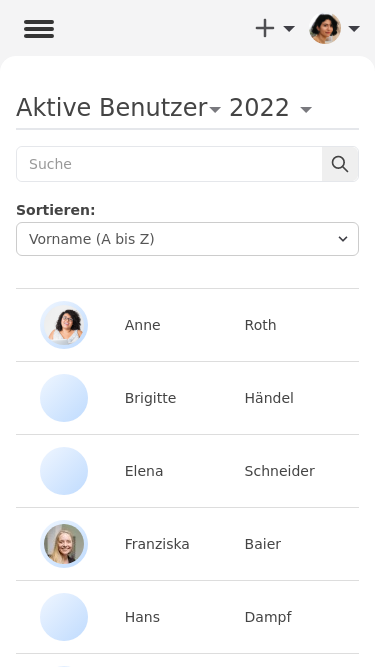 Aktive Benutzer 2022
Suche
Sortieren:
Vorname (A bis Z)
Anne Roth
Brigitte Händel
Elena Schneider
Franziska Baier
Hans Dampf